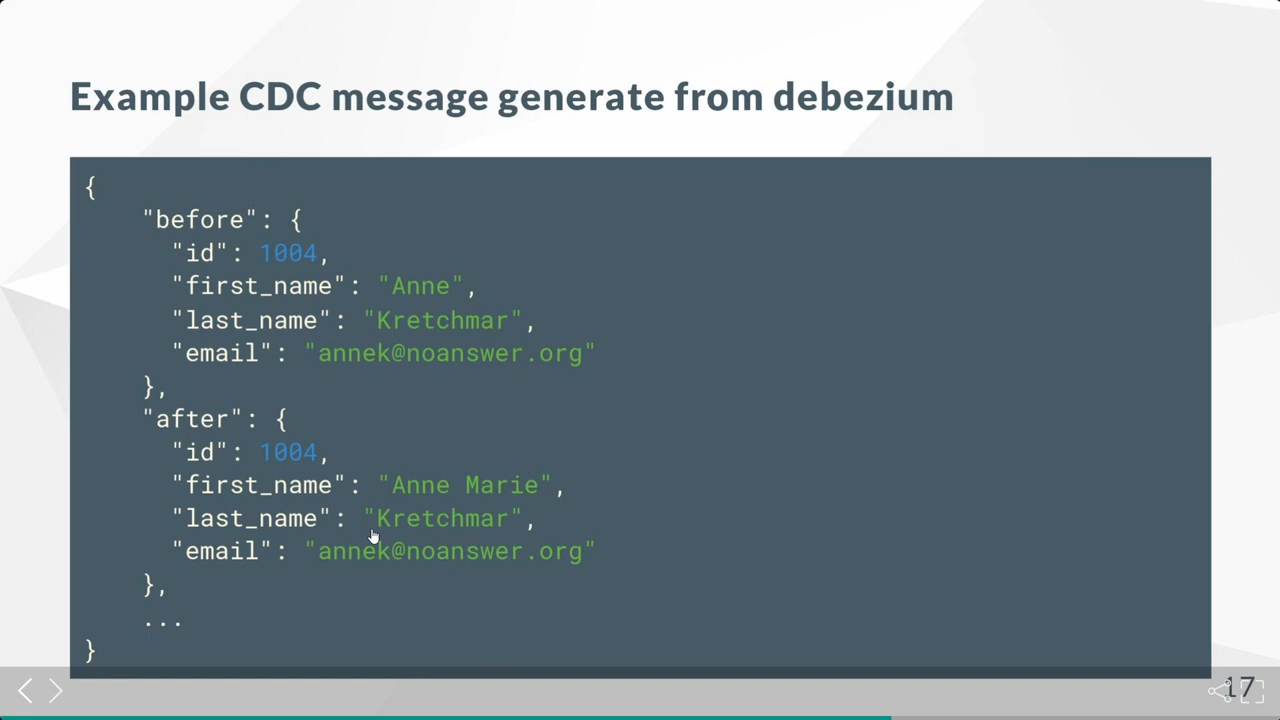 Example CDC message generate from debezium
{
"before": {
"id": 1004,
"first_name": "Anne",
"last_name": "Kretchmar",
"email": "annek@noanswer.org"
},
"after": {
"id": 1004,
"first_name": "Anne Marie",
"last_name": "Kretchmar",
"email": "annek@noanswer.org"
},
...
}
17